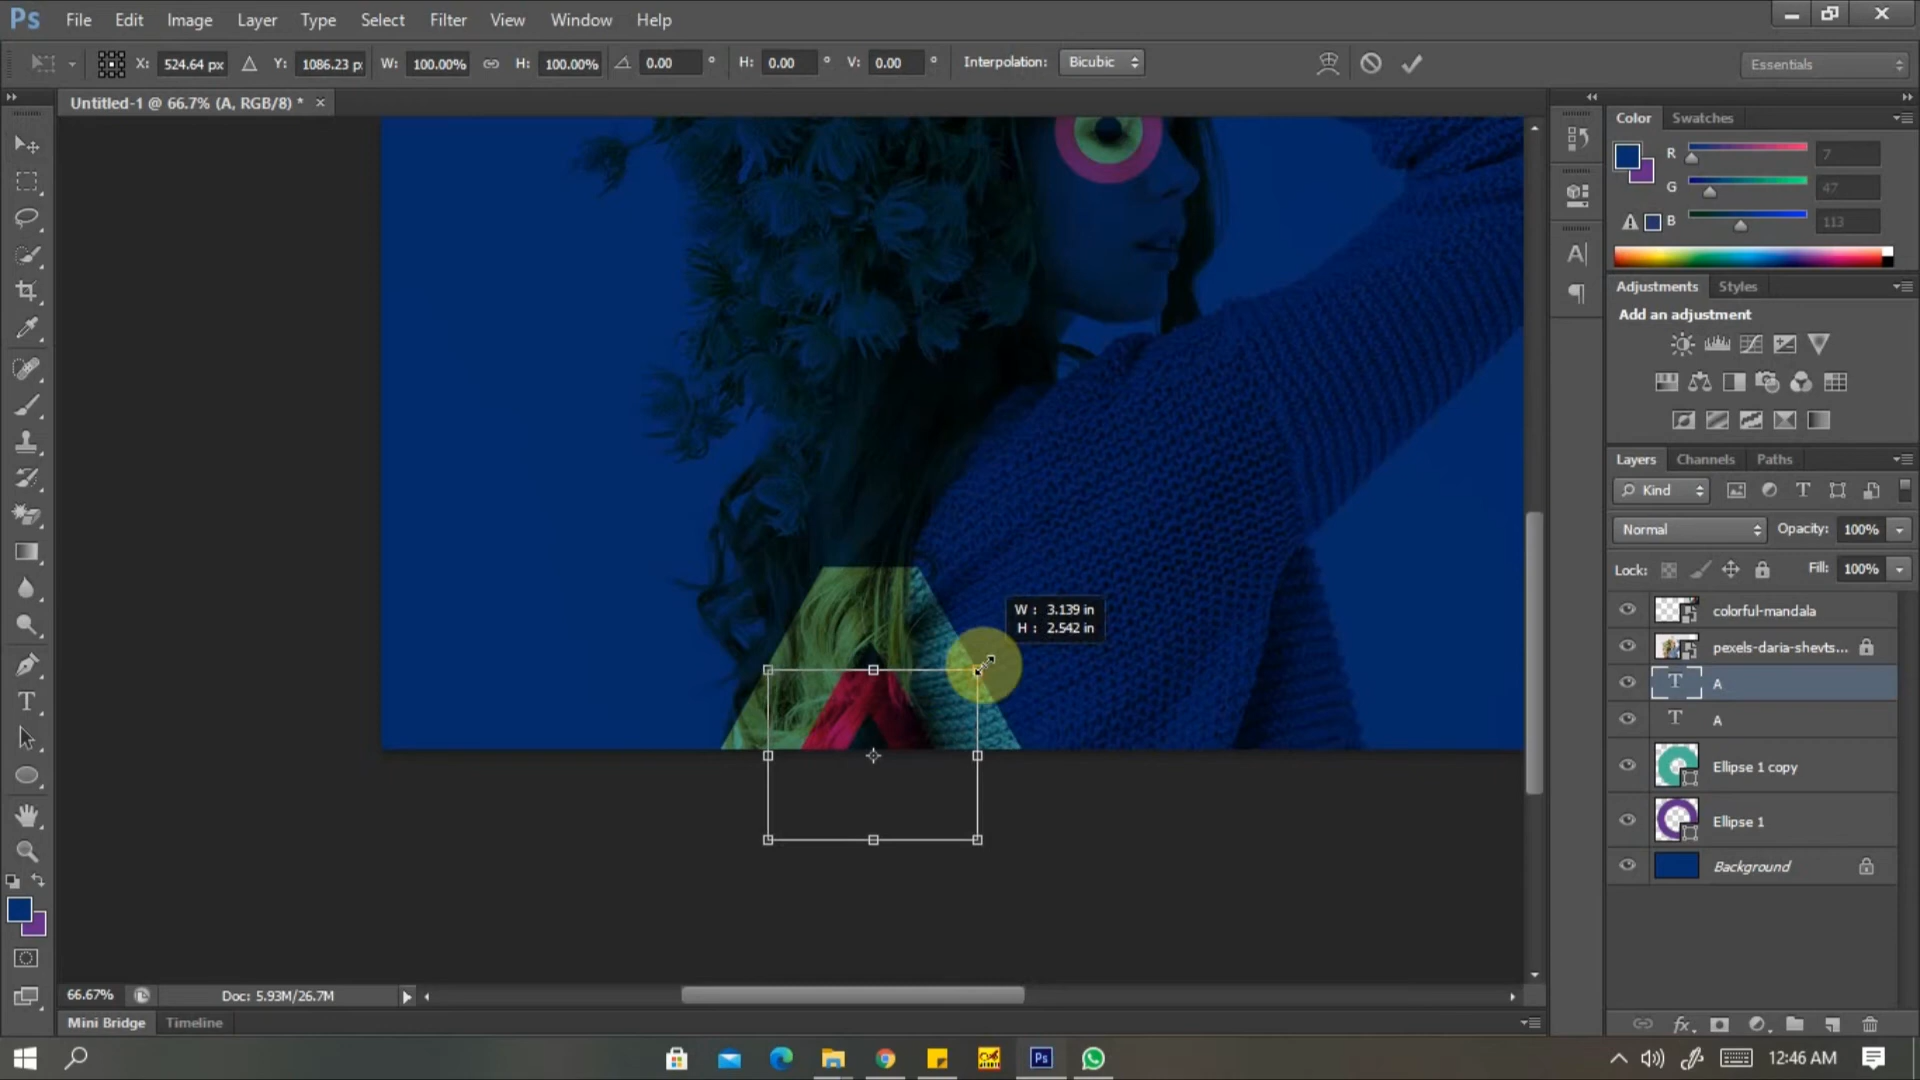 Ps File Edit Image Layer Type Select Filter View Window Help
X: 524.64 px Y: 1086.23 p W: 100.00% H: 100.00% 0.00 ° H: 0.00 ° V: 0.00 ° Interpolation: Bicubic Essentials
Untitled-1 @ 66.7% (A, RGB/8) * ×
Color Swatches
R 7
G 47
B 113
Adjustments Styles
Add an adjustment
Layers Channels Paths
Kind
Normal Opacity: 100%
Lock: Fill: 100%
colorful-mandala
pexels-daria-shevts...
T A
T A
Ellipse 1 copy
Ellipse 1
Background
W : 3.139 in
H : 2.542 in
66.67% Doc: 5.93M/26.7M
Mini Bridge Timeline
Ps 12:46 AM